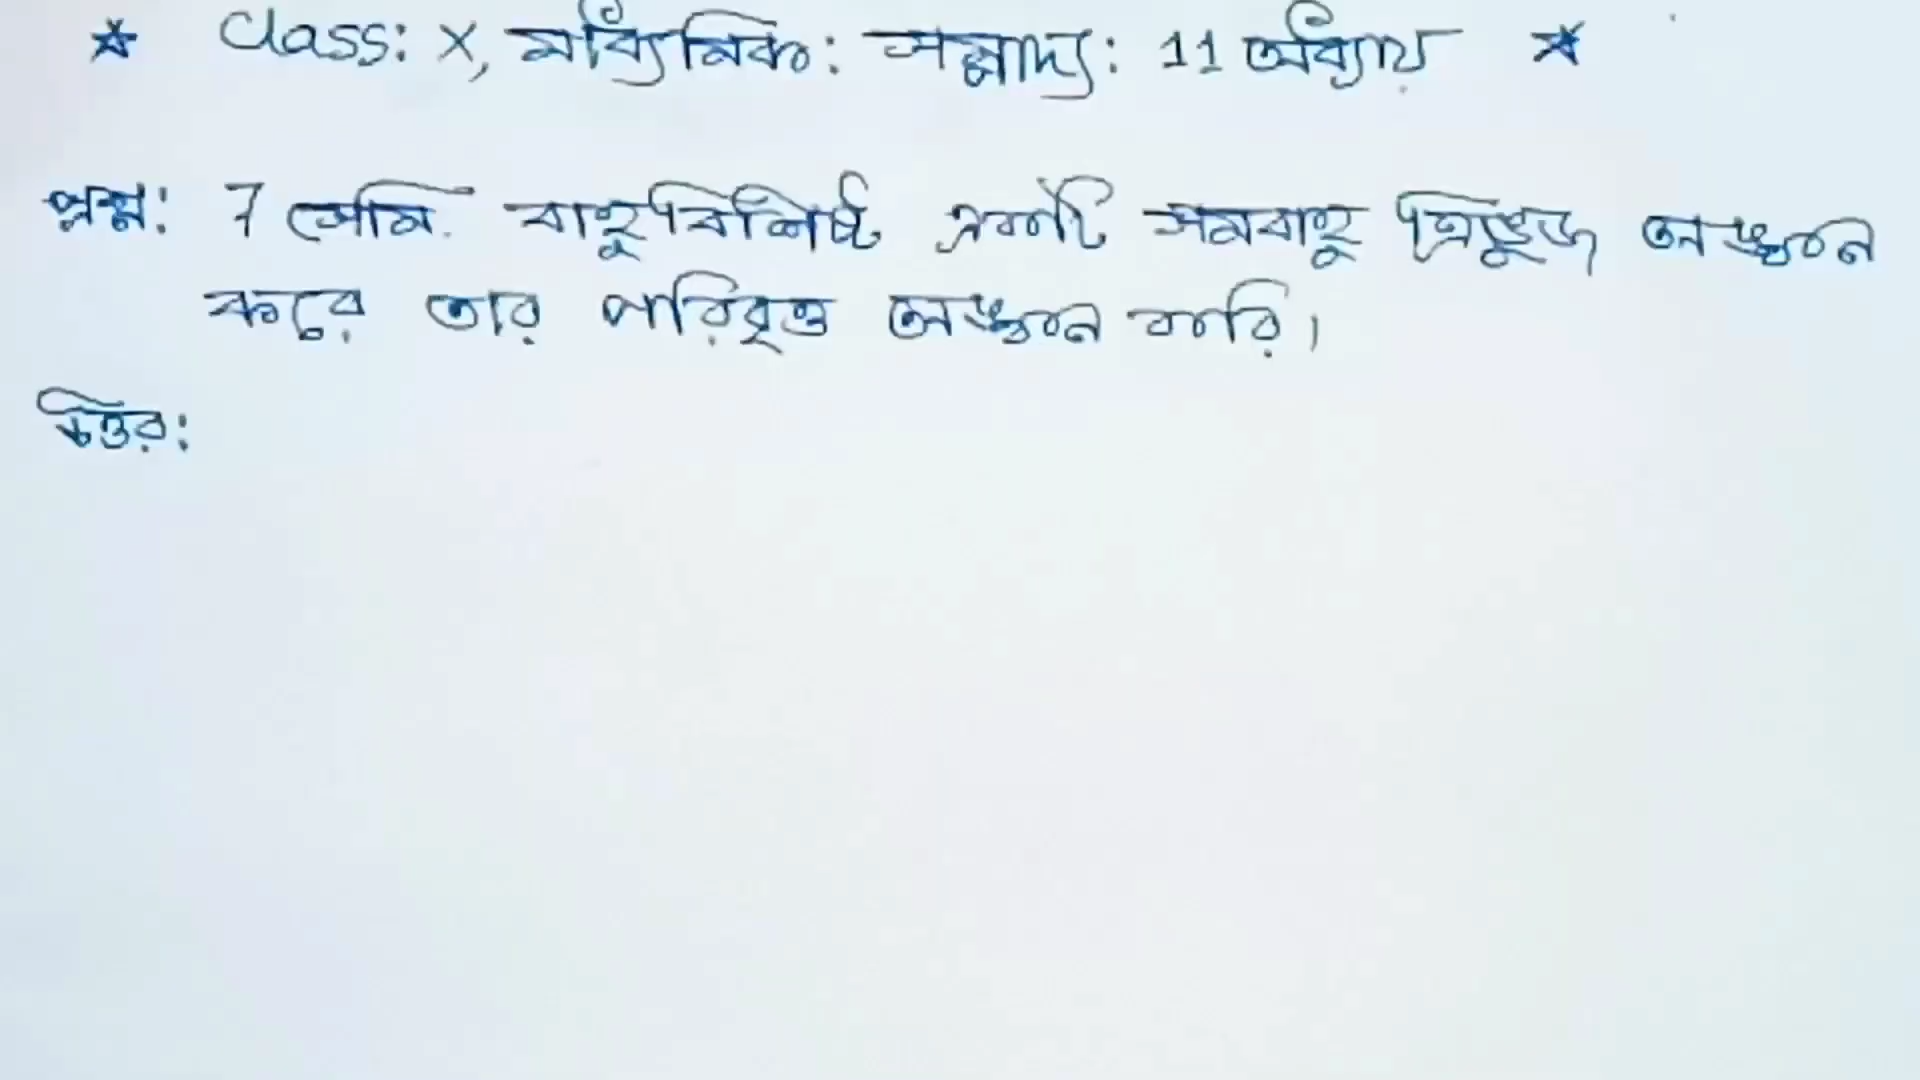 ★ Class: X, মাধ্যমিক: সম্পাদ্য: 11 অধ্যায় ★
প্রশ্ন: 7 সেমি. বাহুবিশিষ্ট একটি সমবাহু ত্রিভুজ অঙ্কন
করে তার পরিবৃত্ত অঙ্কন করি।
উত্তর: